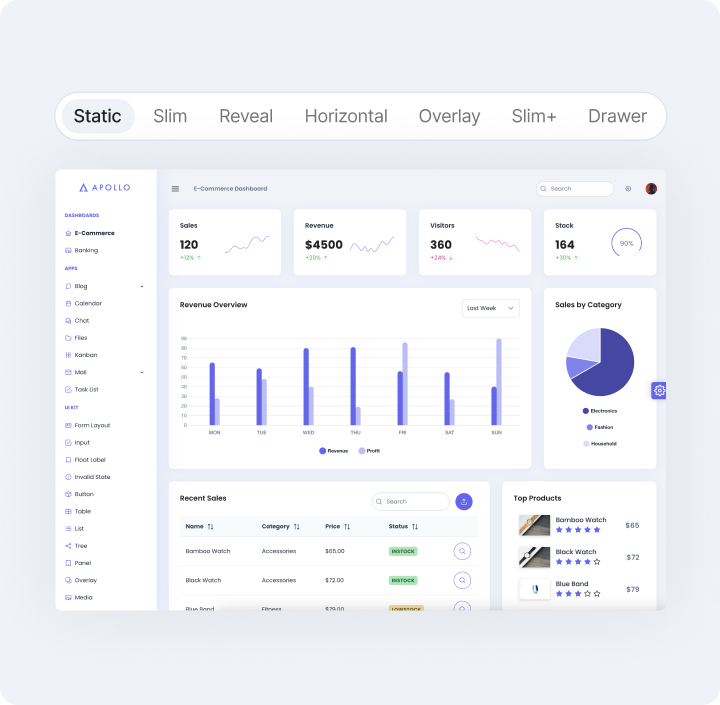 Static Slim Reveal Horizontal Overlay Slim+ Drawer
APOLLO
DASHBOARDS
E-Commerce
Banking
APPS
Blog
Calendar
Chat
Files
Kanban
Mail
Task List
UI KIT
Form Layout
Input
Float Label
Invalid State
Button
Table
List
Tree
Panel
Overlay
Media
E-Commerce Dashboard
Search
Sales
120
+12%
Revenue
$4500
+20%
Visitors
360
+24%
Stock
164
+30%
90%
Revenue Overview
Last Week
90
80
70
60
50
40
30
20
10
0
MON TUE WED THU FRI SAT SUN
Revenue Profit
Sales by Category
Electronics
Fashion
Household
Recent Sales
Search
Name Category Price Status
Bamboo Watch Accessories $65.00 INSTOCK
Black Watch Accessories $72.00 INSTOCK
Blue Band Fitness $79.00 LOWSTOCK
Top Products
Bamboo Watch
$65
Black Watch
$72
Blue Band
$79